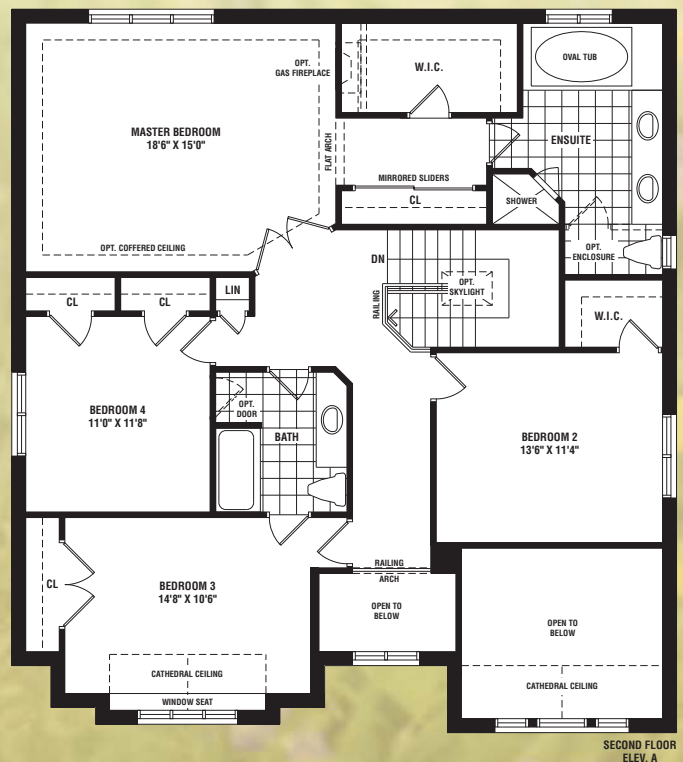 OPT.
GAS FIREPLACE
W.I.C.
OVAL TUB
MASTER BEDROOM
18'6" X 15'0"
FLAT ARCH
ENSUITE
MIRRORED SLIDERS
CL
SHOWER
OPT. COFFERED CEILING
OPT.
ENCLOSURE
DN
RAILING
OPT.
SKYLIGHT
CL
CL
LIN
W.I.C.
BEDROOM 4
11'0" X 11'8"
OPT.
DOOR
BATH
BEDROOM 2
13'6" X 11'4"
CL
BEDROOM 3
14'8" X 10'6"
RAILING
ARCH
OPEN TO
BELOW
OPEN TO
BELOW
CATHEDRAL CEILING
WINDOW SEAT
CATHEDRAL CEILING
SECOND FLOOR
ELEV. A